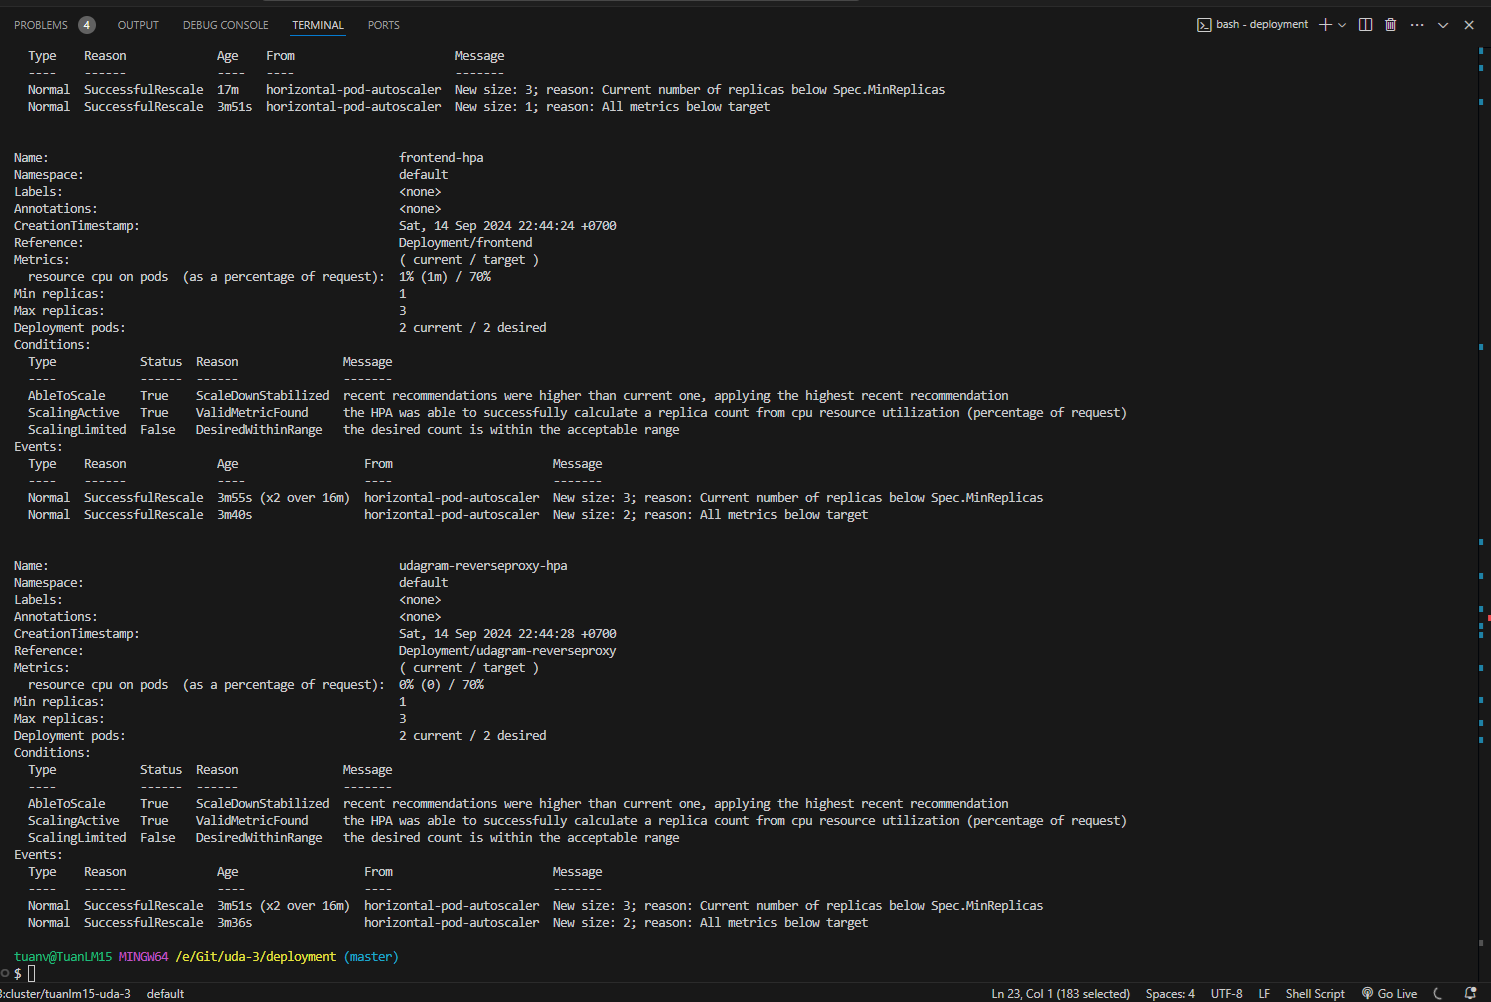 PROBLEMS 4 OUTPUT DEBUG CONSOLE TERMINAL PORTS bash - deployment
Type Reason Age From Message
---- ------ ---- ---- -------
Normal SuccessfulRescale 17m horizontal-pod-autoscaler New size: 3; reason: Current number of replicas below Spec.MinReplicas
Normal SuccessfulRescale 3m51s horizontal-pod-autoscaler New size: 1; reason: All metrics below target
Name: frontend-hpa
Namespace: default
Labels: <none>
Annotations: <none>
CreationTimestamp: Sat, 14 Sep 2024 22:44:24 +0700
Reference: Deployment/frontend
Metrics: ( current / target )
resource cpu on pods (as a percentage of request): 1% (1m) / 70%
Min replicas: 1
Max replicas: 3
Deployment pods: 2 current / 2 desired
Conditions:
Type Status Reason Message
---- ------ ------ -------
AbleToScale True ScaleDownStabilized recent recommendations were higher than current one, applying the highest recent recommendation
ScalingActive True ValidMetricFound the HPA was able to successfully calculate a replica count from cpu resource utilization (percentage of request)
ScalingLimited False DesiredWithinRange the desired count is within the acceptable range
Events:
Type Reason Age From Message
---- ------ ---- ---- -------
Normal SuccessfulRescale 3m55s (x2 over 16m) horizontal-pod-autoscaler New size: 3; reason: Current number of replicas below Spec.MinReplicas
Normal SuccessfulRescale 3m40s horizontal-pod-autoscaler New size: 2; reason: All metrics below target
Name: udagram-reverseproxy-hpa
Namespace: default
Labels: <none>
Annotations: <none>
CreationTimestamp: Sat, 14 Sep 2024 22:44:28 +0700
Reference: Deployment/udagram-reverseproxy
Metrics: ( current / target )
resource cpu on pods (as a percentage of request): 0% (0) / 70%
Min replicas: 1
Max replicas: 3
Deployment pods: 2 current / 2 desired
Conditions:
Type Status Reason Message
---- ------ ------ -------
AbleToScale True ScaleDownStabilized recent recommendations were higher than current one, applying the highest recent recommendation
ScalingActive True ValidMetricFound the HPA was able to successfully calculate a replica count from cpu resource utilization (percentage of request)
ScalingLimited False DesiredWithinRange the desired count is within the acceptable range
Events:
Type Reason Age From Message
---- ------ ---- ---- -------
Normal SuccessfulRescale 3m51s (x2 over 16m) horizontal-pod-autoscaler New size: 3; reason: Current number of replicas below Spec.MinReplicas
Normal SuccessfulRescale 3m36s horizontal-pod-autoscaler New size: 2; reason: All metrics below target
tuanv@TuanLM15 MINGW64 /e/Git/uda-3/deployment (master)
$
:cluster/tuanlm15-uda-3 default Ln 23, Col 1 (183 selected) Spaces: 4 UTF-8 LF Shell Script Go Live